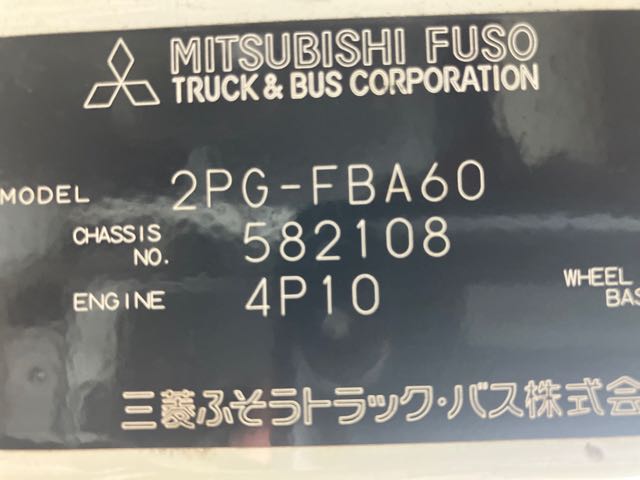 MITSUBISHI FUSO
TRUCK & BUS CORPORATION
MODEL 2PG-FBA60
CHASSIS NO. 582108
ENGINE 4P10
WHEEL
三菱ふそうトラック・バス株式会